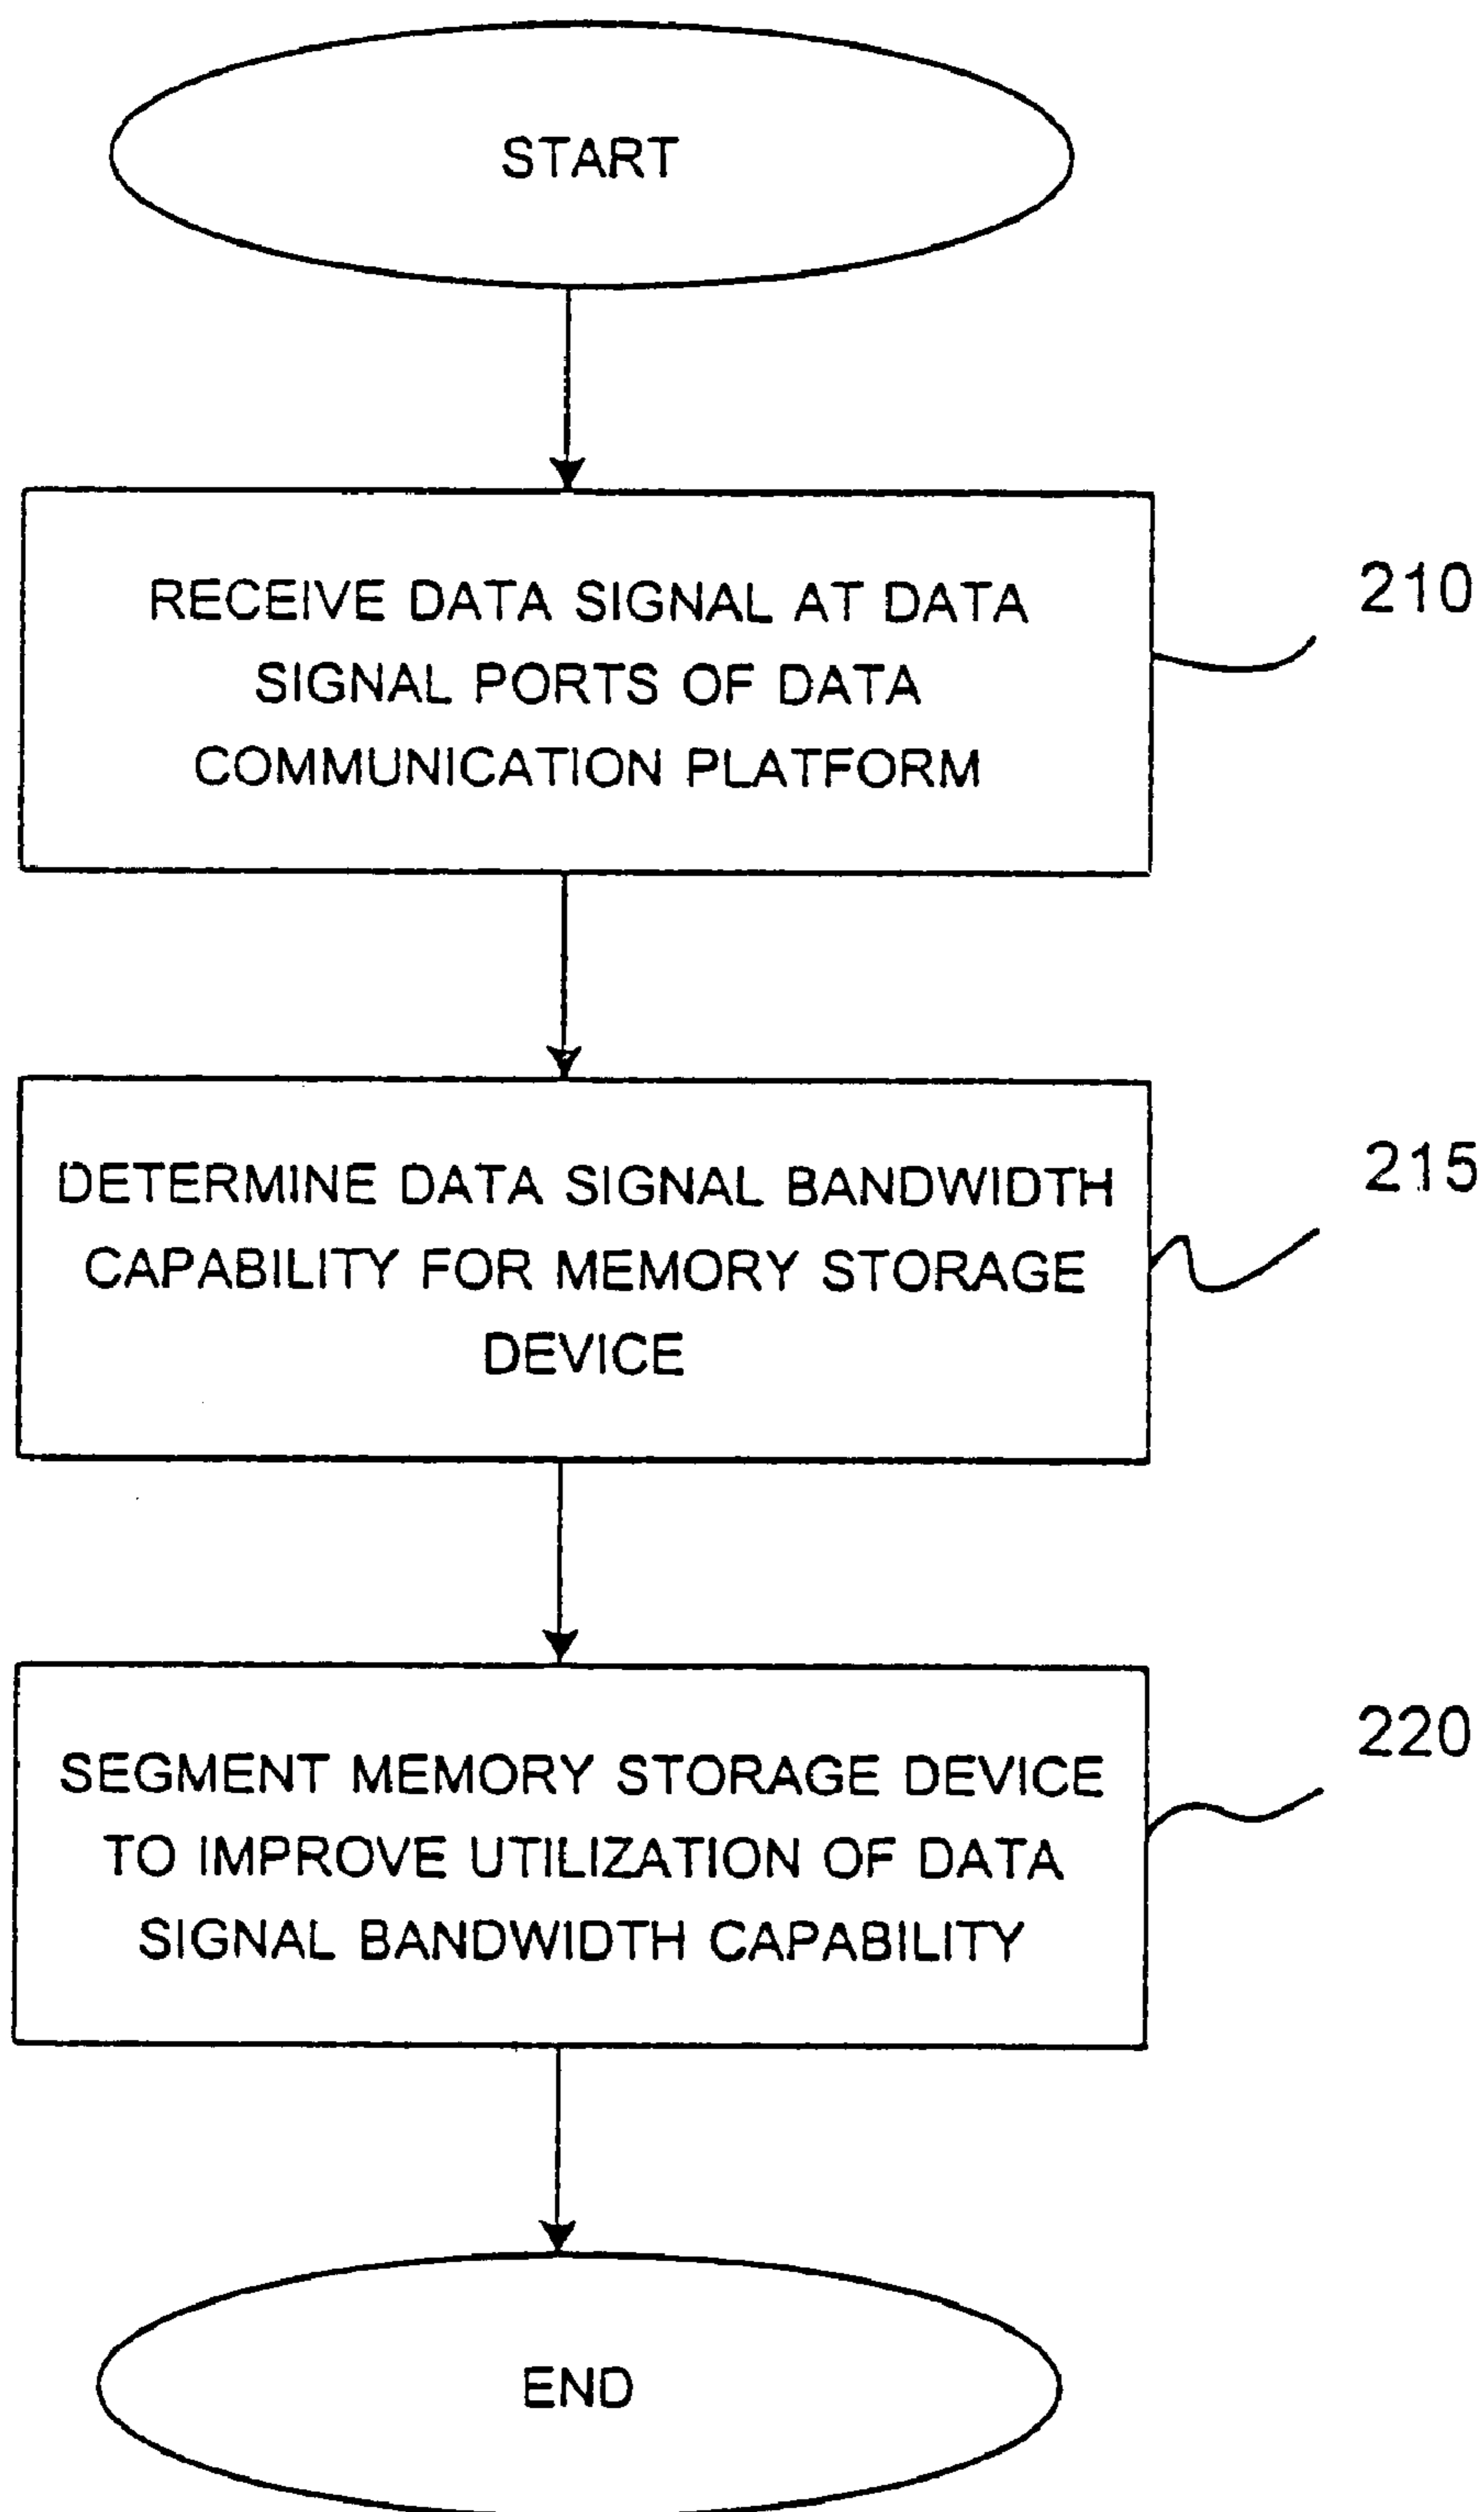 START
RECEIVE DATA SIGNAL AT DATA
SIGNAL PORTS OF DATA
COMMUNICATION PLATFORM
210
DETERMINE DATA SIGNAL BANDWIDTH
CAPABILITY FOR MEMORY STORAGE
DEVICE
215
SEGMENT MEMORY STORAGE DEVICE
TO IMPROVE UTILIZATION OF DATA
SIGNAL BANDWIDTH CAPABILITY
220
END